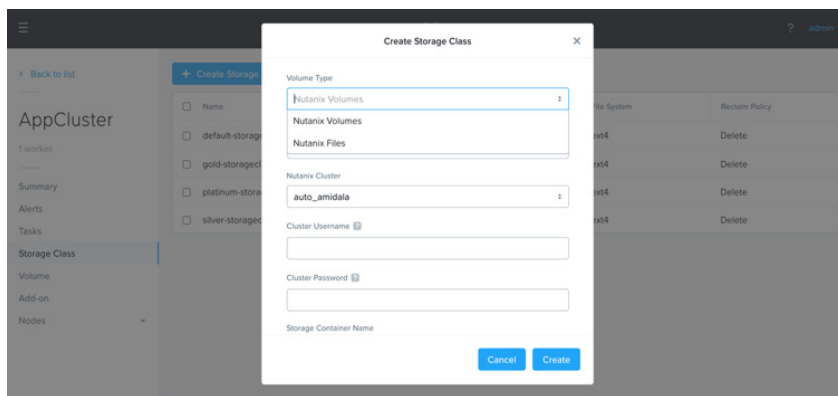 ? admin
Create Storage Class
Back to list
+ Create Storage
Volume Type
Nutanix Volumes
Name
File System
Reclaim Policy
AppCluster
Nutanix Volumes
default-storage
ext4
Delete
1 worker
Nutanix Files
gold-storagecl
ext4
Delete
Nutanix Cluster
Summary
platinum-stora
auto_amidala
ext4
Delete
Alerts
silver-storagec
Cluster Username ?
ext4
Delete
Tasks
Storage Class
Volume
Cluster Password ?
Add-on
Nodes
Storage Container Name
Cancel
Create